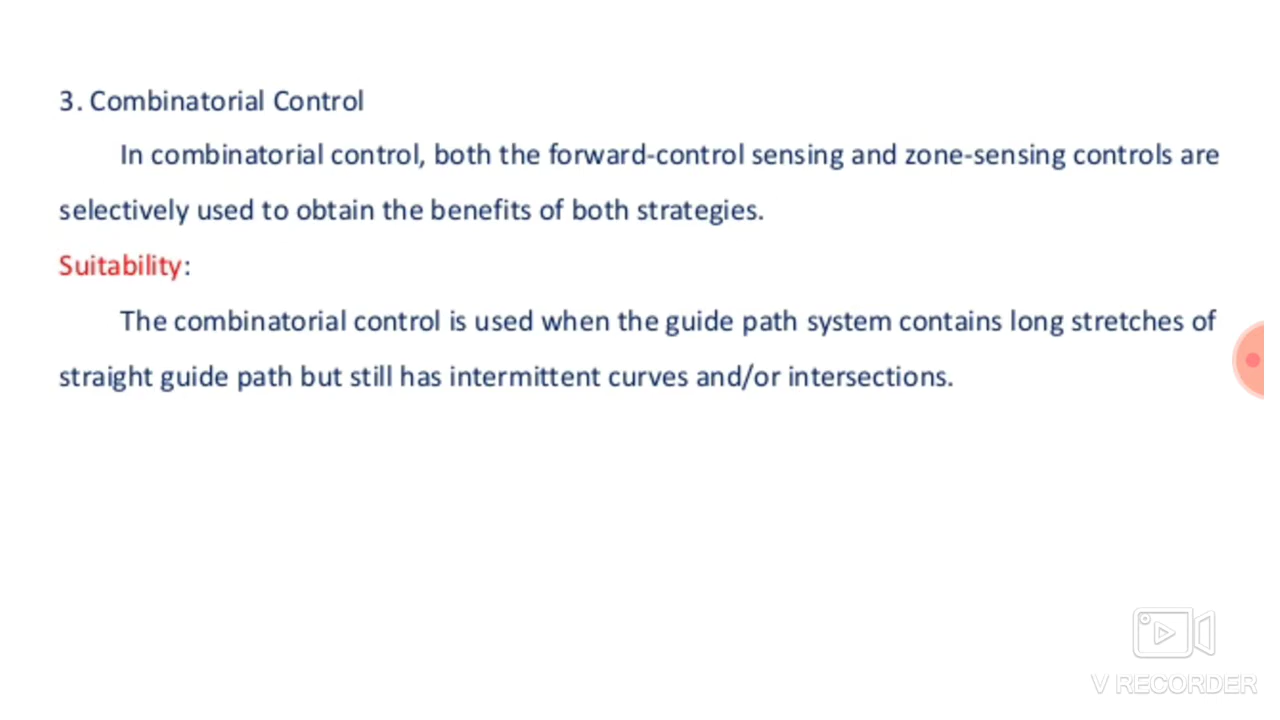 3. Combinatorial Control
In combinatorial control, both the forward-control sensing and zone-sensing controls are
selectively used to obtain the benefits of both strategies.
Suitability:
The combinatorial control is used when the guide path system contains long stretches of
straight guide path but still has intermittent curves and/or intersections.
V RECORDER